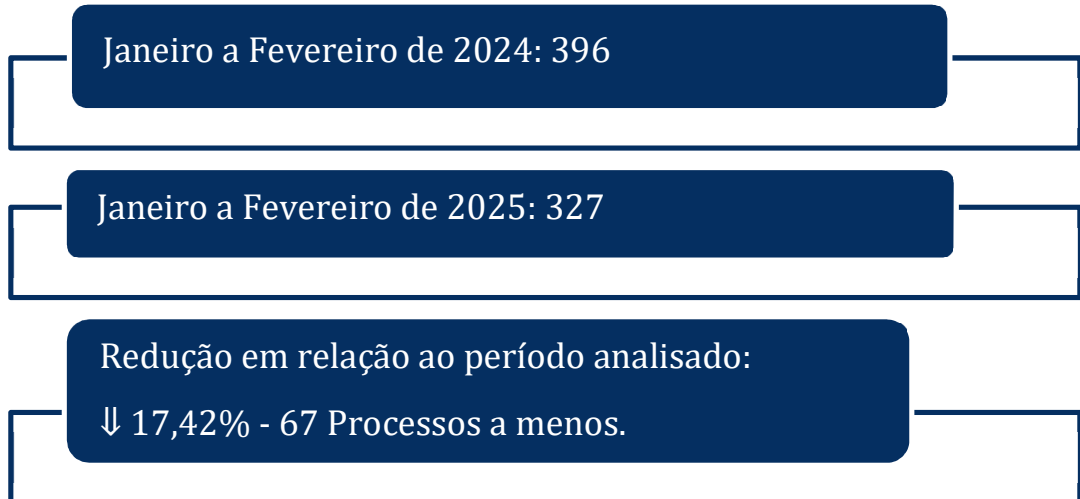 Janeiro a Fevereiro de 2024: 396
Janeiro a Fevereiro de 2025: 327
Redução em relação ao período analisado:
⇓ 17,42% - 67 Processos a menos.